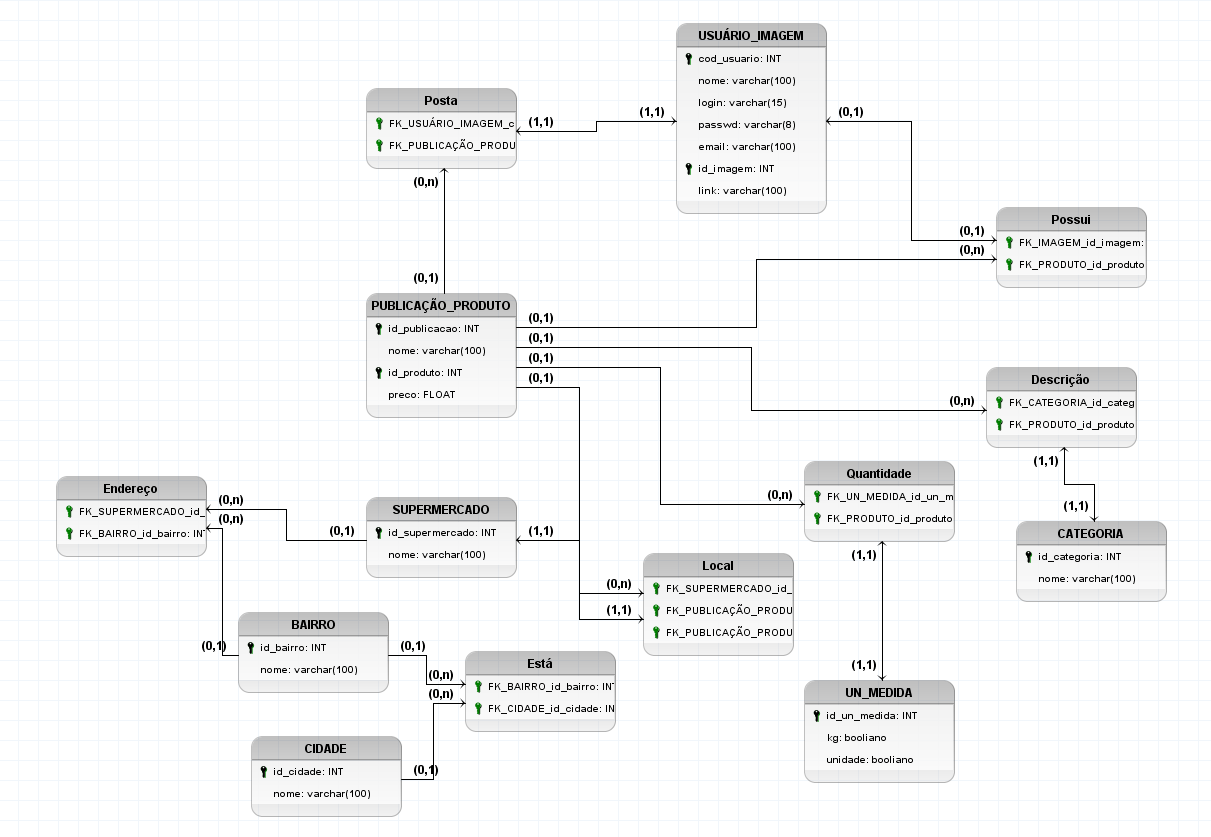 USUÁRIO_IMAGEM
cod_usuario: INT
nome: varchar(100)
login: varchar(15)
passwd: varchar(8)
email: varchar(100)
id_imagem: INT
link: varchar(100)
Posta
FK_USUÁRIO_IMAGEM_c
FK_PUBLICAÇÃO_PRODU
(1,1)
(1,1)
(0,1)
(0,n)
(0,1)
Possui
FK_IMAGEM_id_imagem:
FK_PRODUTO_id_produto
(0,1)
(0,n)
PUBLICAÇÃO_PRODUTO
id_publicacao: INT
nome: varchar(100)
id_produto: INT
preco: FLOAT
(0,1)
(0,1)
(0,1)
(0,1)
Descrição
FK_CATEGORIA_id_categ
FK_PRODUTO_id_produto
(0,n)
(1,1)
(1,1)
CATEGORIA
id_categoria: INT
nome: varchar(100)
Quantidade
FK_UN_MEDIDA_id_un_m
FK_PRODUTO_id_produto
(0,n)
(1,1)
(1,1)
Endereço
FK_SUPERMERCADO_id_
FK_BAIRRO_id_bairro: IN
(0,n)
(0,n)
(0,1)
SUPERMERCADO
id_supermercado: INT
nome: varchar(100)
(1,1)
Local
FK_SUPERMERCADO_id_
FK_PUBLICAÇÃO_PRODU
FK_PUBLICAÇÃO_PRODU
(0,n)
(1,1)
BAIRRO
id_bairro: INT
nome: varchar(100)
(0,1)
(0,1)
Está
FK_BAIRRO_id_bairro: IN
FK_CIDADE_id_cidade: IN
(0,n)
(0,n)
UN_MEDIDA
id_un_medida: INT
kg: booliano
unidade: booliano
CIDADE
id_cidade: INT
nome: varchar(100)
(0,1)